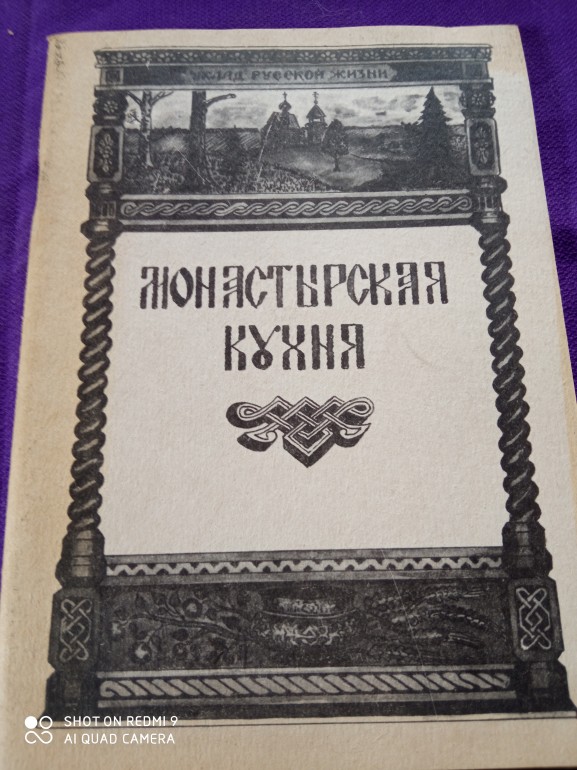 УКЛАД РУССКОЙ ЖИЗНИ
МОНАСТЫРСКАЯ
КУХНЯ
SHOT ON REDMI 9
AI QUAD CAMERA